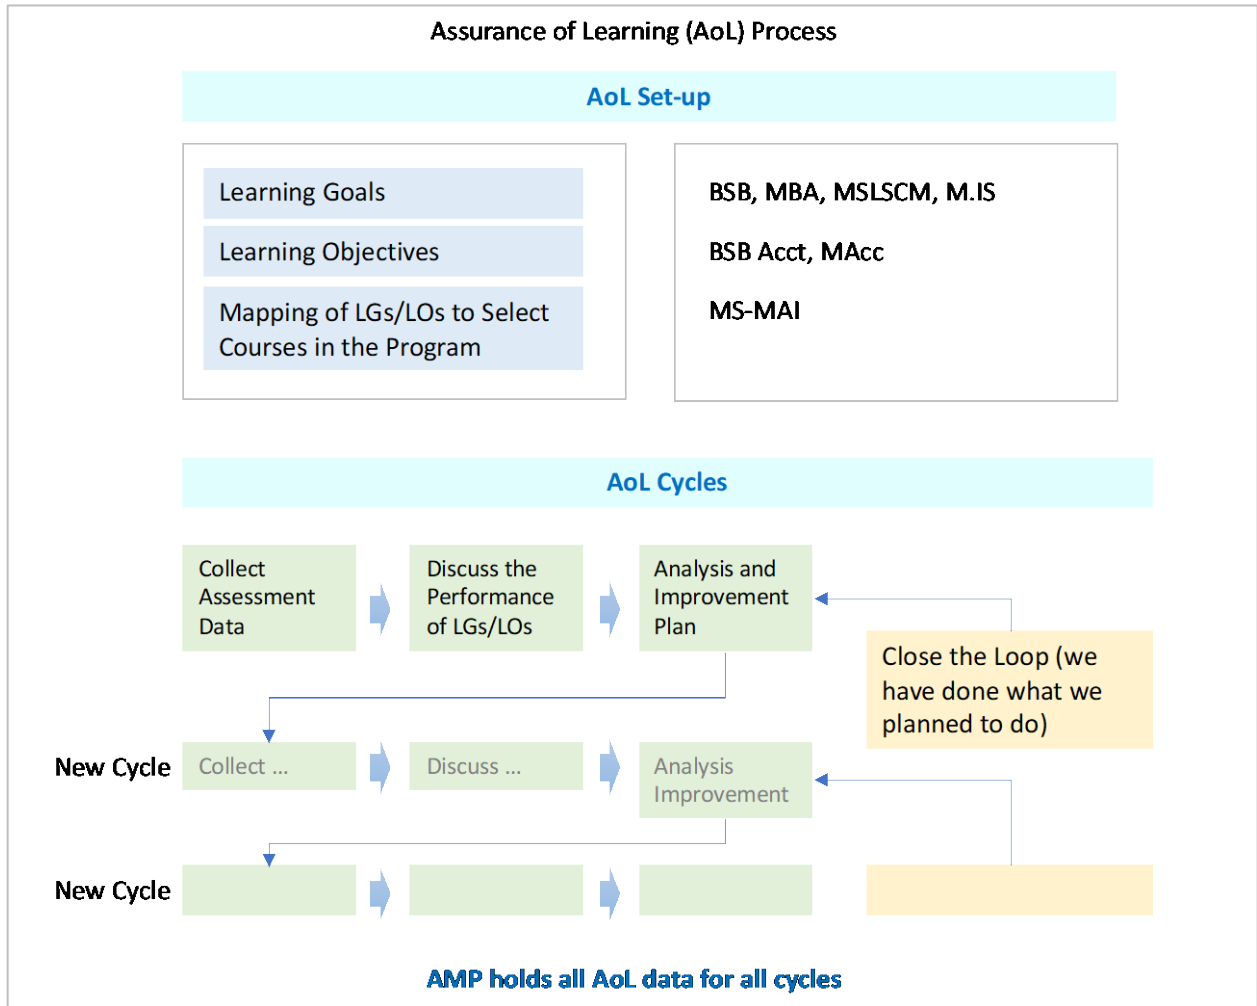 Assurance of Learning (AoL) Process
AoL Set-up
Learning Goals
Learning Objectives
Mapping of LGs/LOs to Select
Courses in the Program
BSB, MBA, MSLSCM, M.IS
BSB Acct, MAcc
MS-MAI
AoL Cycles
Collect
Assessment
Data
Discuss the
Performance
of LGs/LOs
Analysis and
Improvement
Plan
Close the Loop (we
have done what we
planned to do)
New Cycle
Collect ...
Discuss ...
Analysis
Improvement
New Cycle
AMP holds all AoL data for all cycles